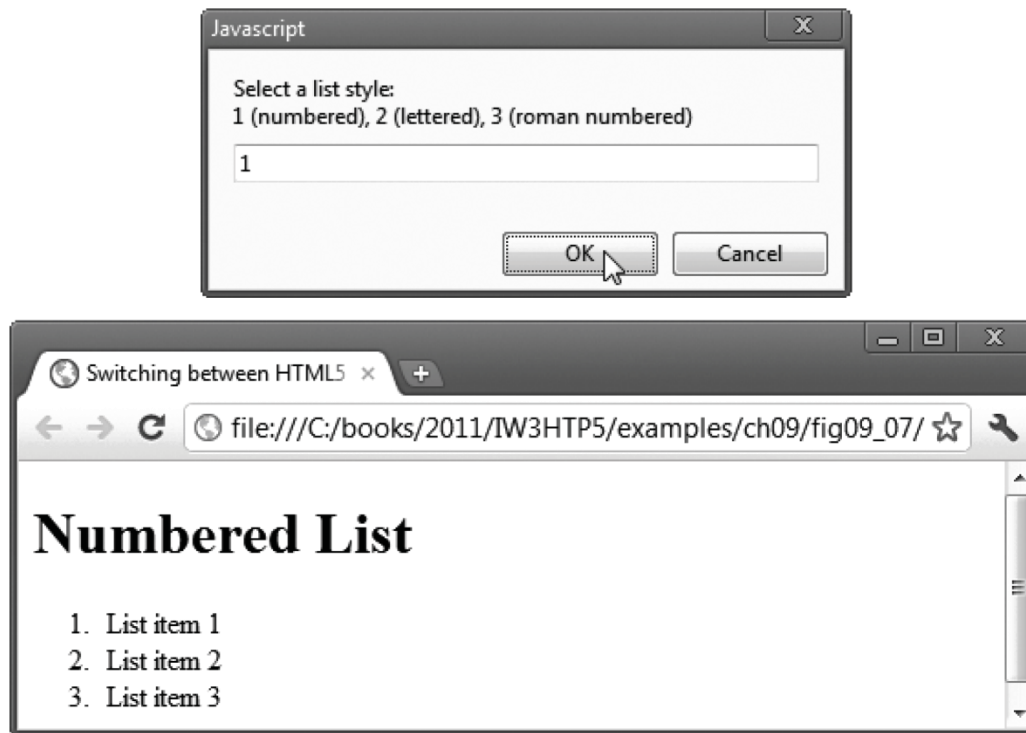 Javascript
X
Select a list style:
1 (numbered), 2 (lettered), 3 (roman numbered)
1
OK
Cancel
X
Switching between HTML5 ×
+
file:///C:/books/2011/IW3HTP5/examples/ch09/fig09_07/
Numbered List
1. List item 1
2. List item 2
3. List item 3